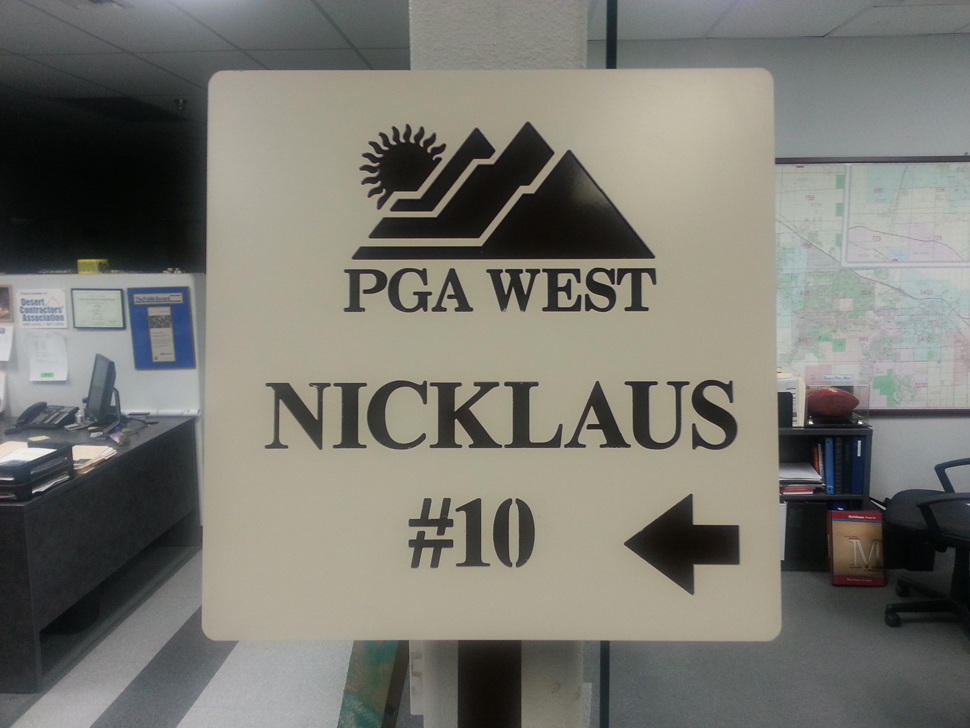 PGA WEST
NICKLAUS
#10
Desert
Contractors'
Association
M